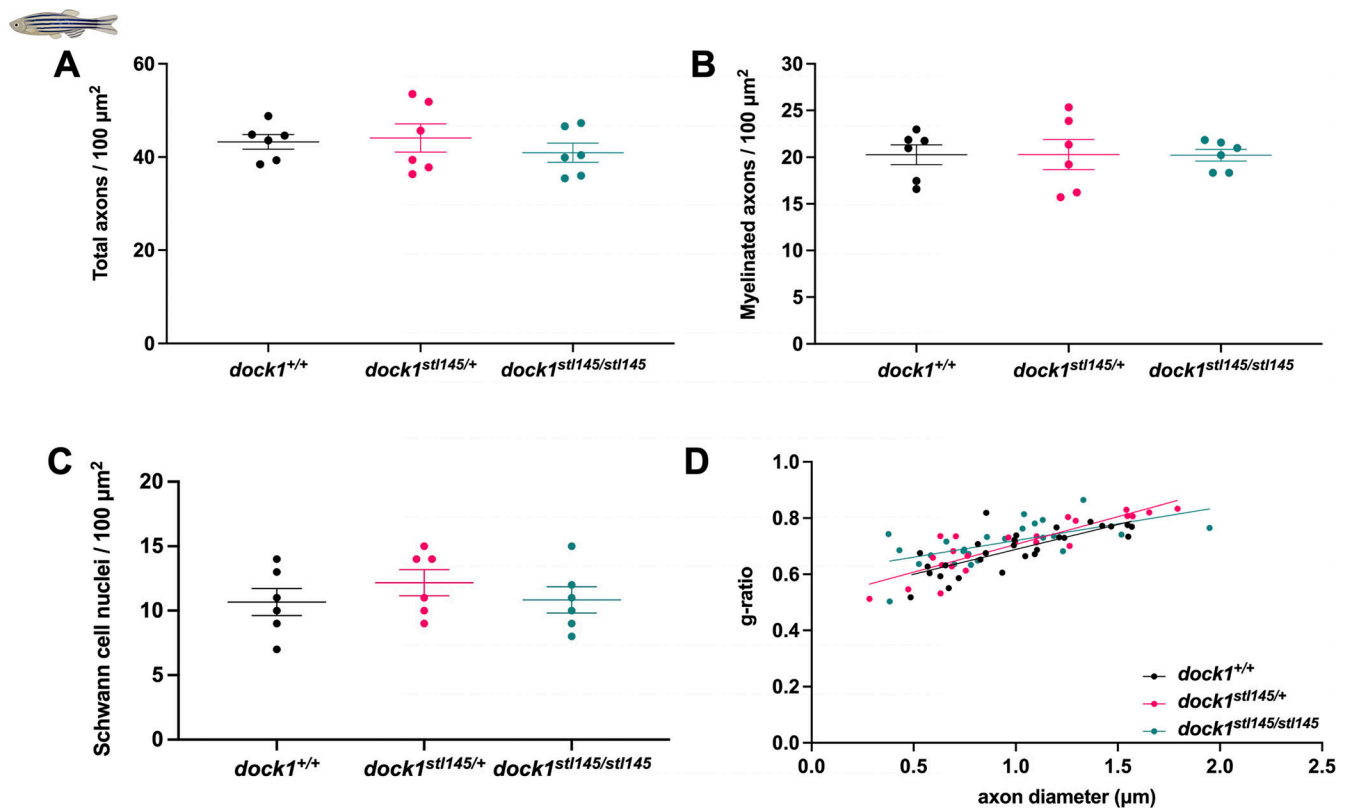 A
Total axons / 100 µm²
60
40
20
0
dock1+/+
dock1stl145/+
dock1stl145/stl145
B
Myelinated axons / 100 µm²
30
25
20
15
10
5
0
dock1+/+
dock1stl145/+
dock1stl145/stl145
C
Schwann cell nuclei / 100 µm²
20
15
10
5
0
dock1+/+
dock1stl145/+
dock1stl145/stl145
D
g-ratio
1.0
0.8
0.6
0.4
0.2
0.0
0.5
1.0
1.5
2.0
2.5
axon diameter (µm)
dock1+/+
dock1stl145/+
dock1stl145/stl145